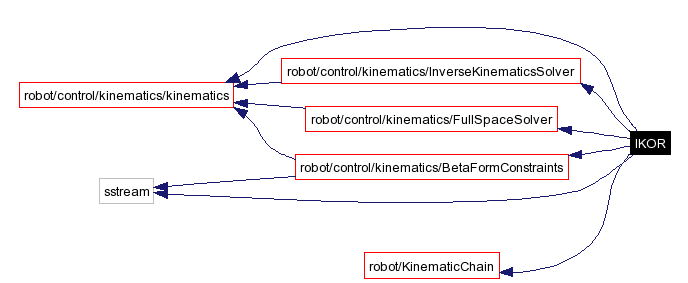 robot/control/kinematics/InverseKinematicsSolver
robot/control/kinematics/kinematics
robot/control/kinematics/FullSpaceSolver
IKOR
robot/control/kinematics/BetaFormConstraints
sstream
robot/KinematicChain